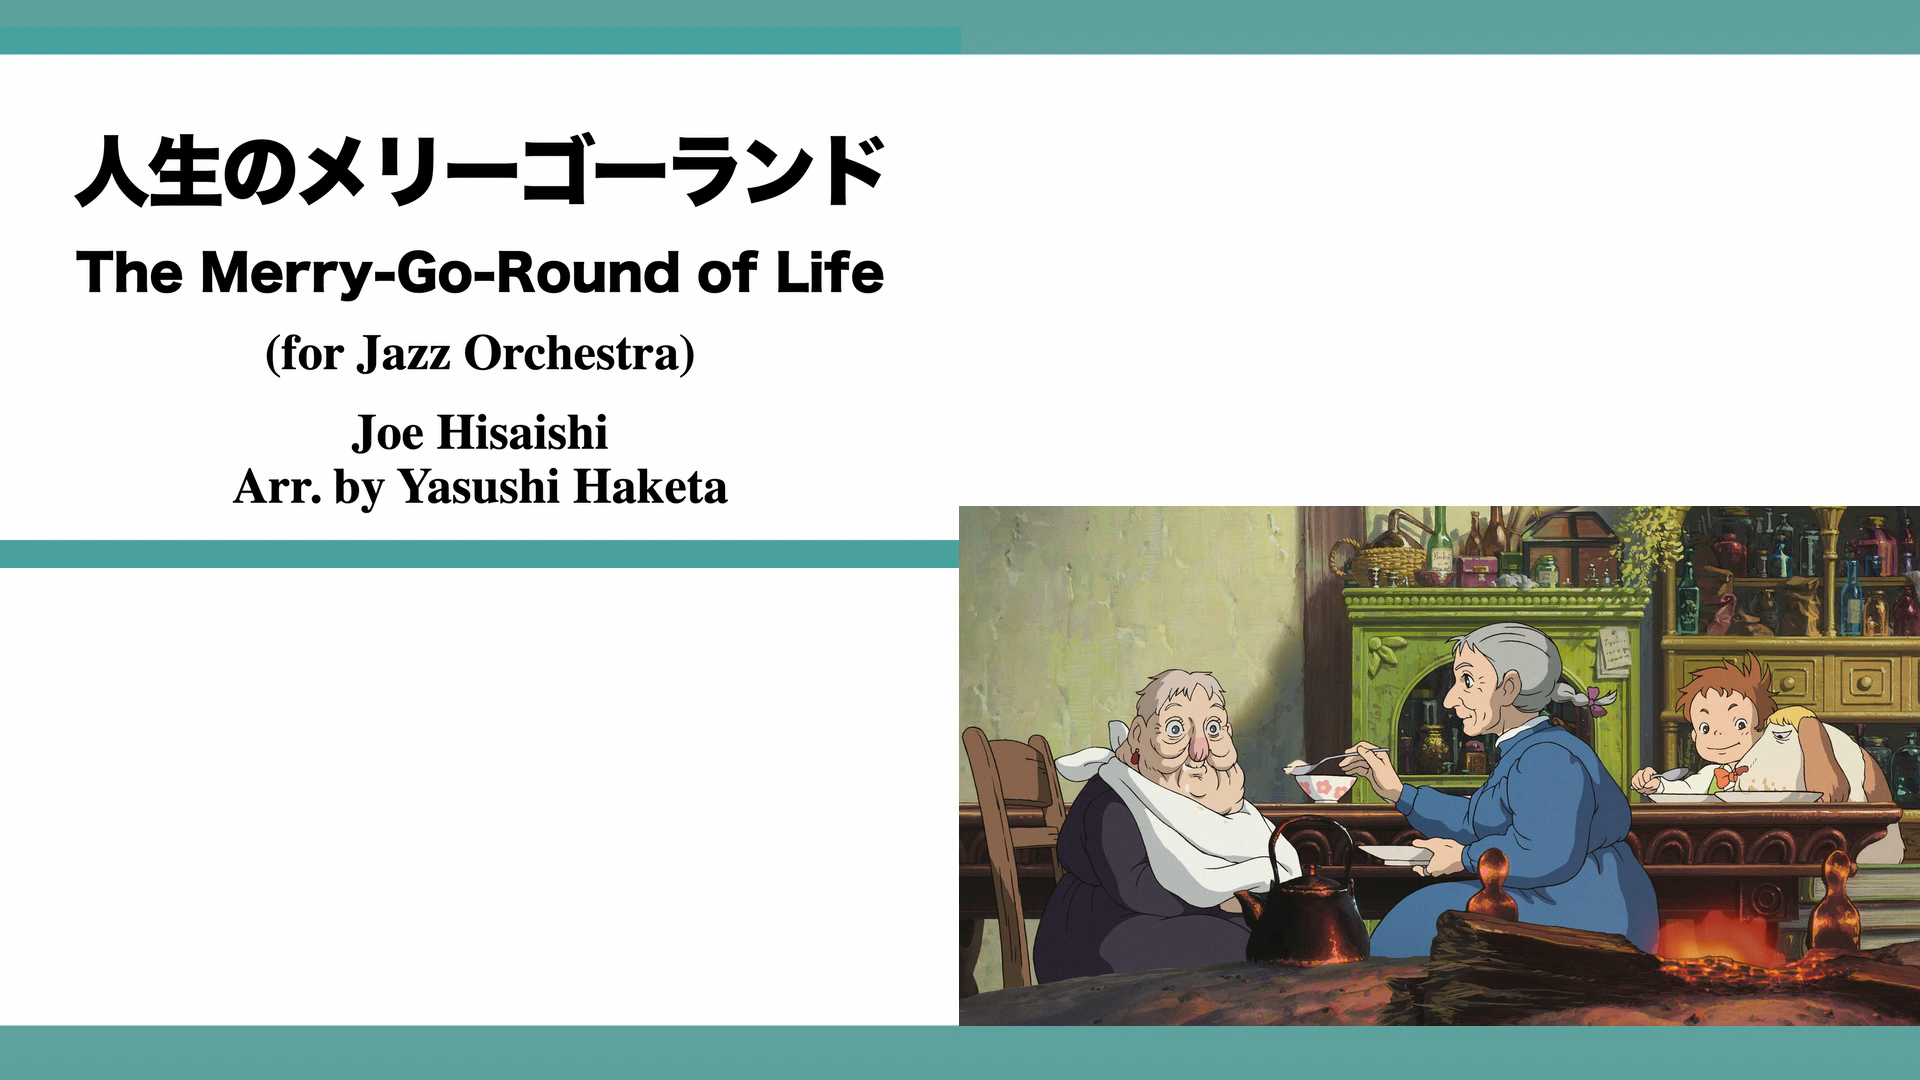 人生のメリーゴーランド
The Merry-Go-Round of Life
(for Jazz Orchestra)
Joe Hisaishi
Arr. by Yasushi Haketa